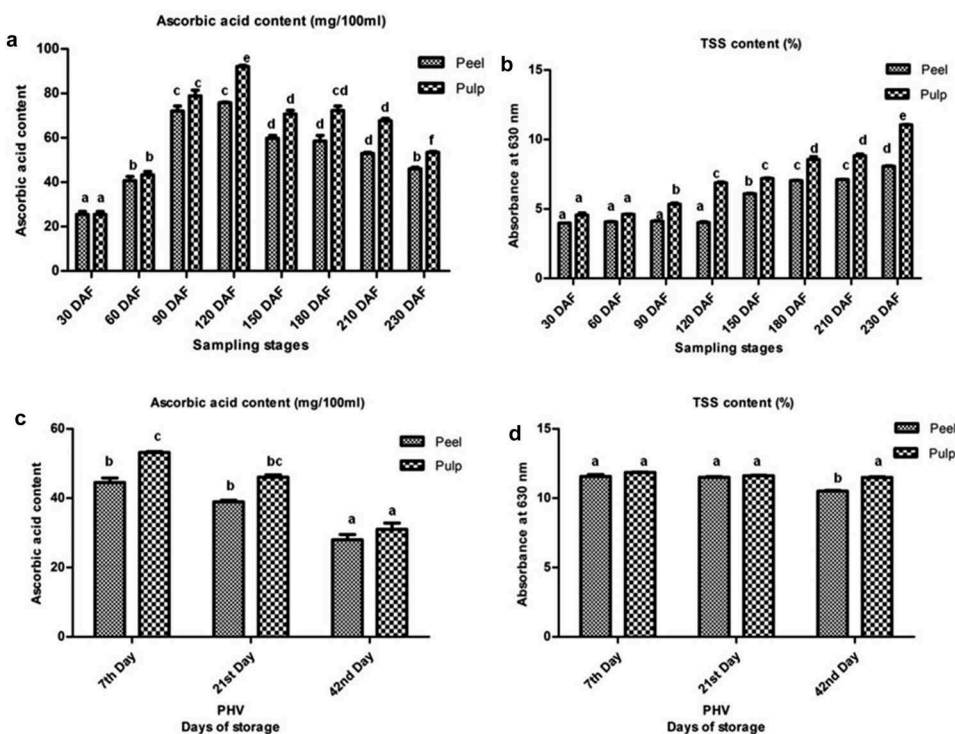 a
Ascorbic acid content (mg/100ml)
Ascorbic acid content
100
80
60
40
20
0
a a b b c c c e d d d cd d d b f
Peel
Pulp
30 DAF 60 DAF 90 DAF 120 DAF 150 DAF 180 DAF 210 DAF 230 DAF
Sampling stages
b
TSS content (%)
Absorbance at 630 nm
15
10
5
0
a a a a a b a c b c c d c d d e
Peel
Pulp
30 DAF 60 DAF 90 DAF 120 DAF 150 DAF 180 DAF 210 DAF 230 DAF
Sampling stages
c
Ascorbic acid content (mg/100ml)
Ascorbic acid content
60
40
20
0
b c b bc a a
Peel
Pulp
7th Day 21st Day 42nd Day
PHV
Days of storage
d
TSS content (%)
Absorbance at 630 nm
15
10
5
0
a a a a b a
Peel
Pulp
7th Day 21st Day 42nd Day
PHV
Days of storage